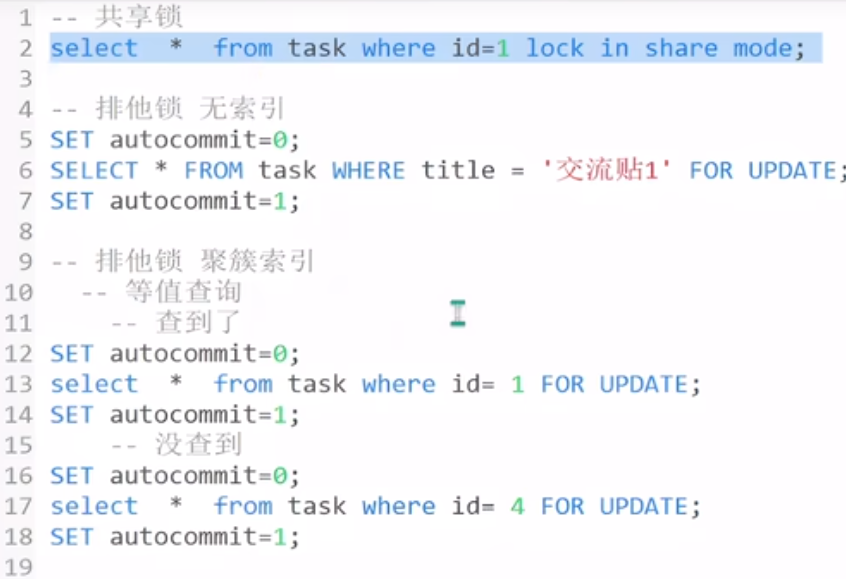 1 -- 共享锁
2 select  *  from task where id=1 lock in share mode;
3
4 -- 排他锁 无索引
5 SET autocommit=0;
6 SELECT * FROM task WHERE title = '交流贴1' FOR UPDATE;
7 SET autocommit=1;
8
9 -- 排他锁 聚簇索引
10   -- 等值查询
11     -- 查到了
12 SET autocommit=0;
13 select  *  from task where id= 1 FOR UPDATE;
14 SET autocommit=1;
15     -- 没查到
16 SET autocommit=0;
17 select  *  from task where id= 4 FOR UPDATE;
18 SET autocommit=1;
19